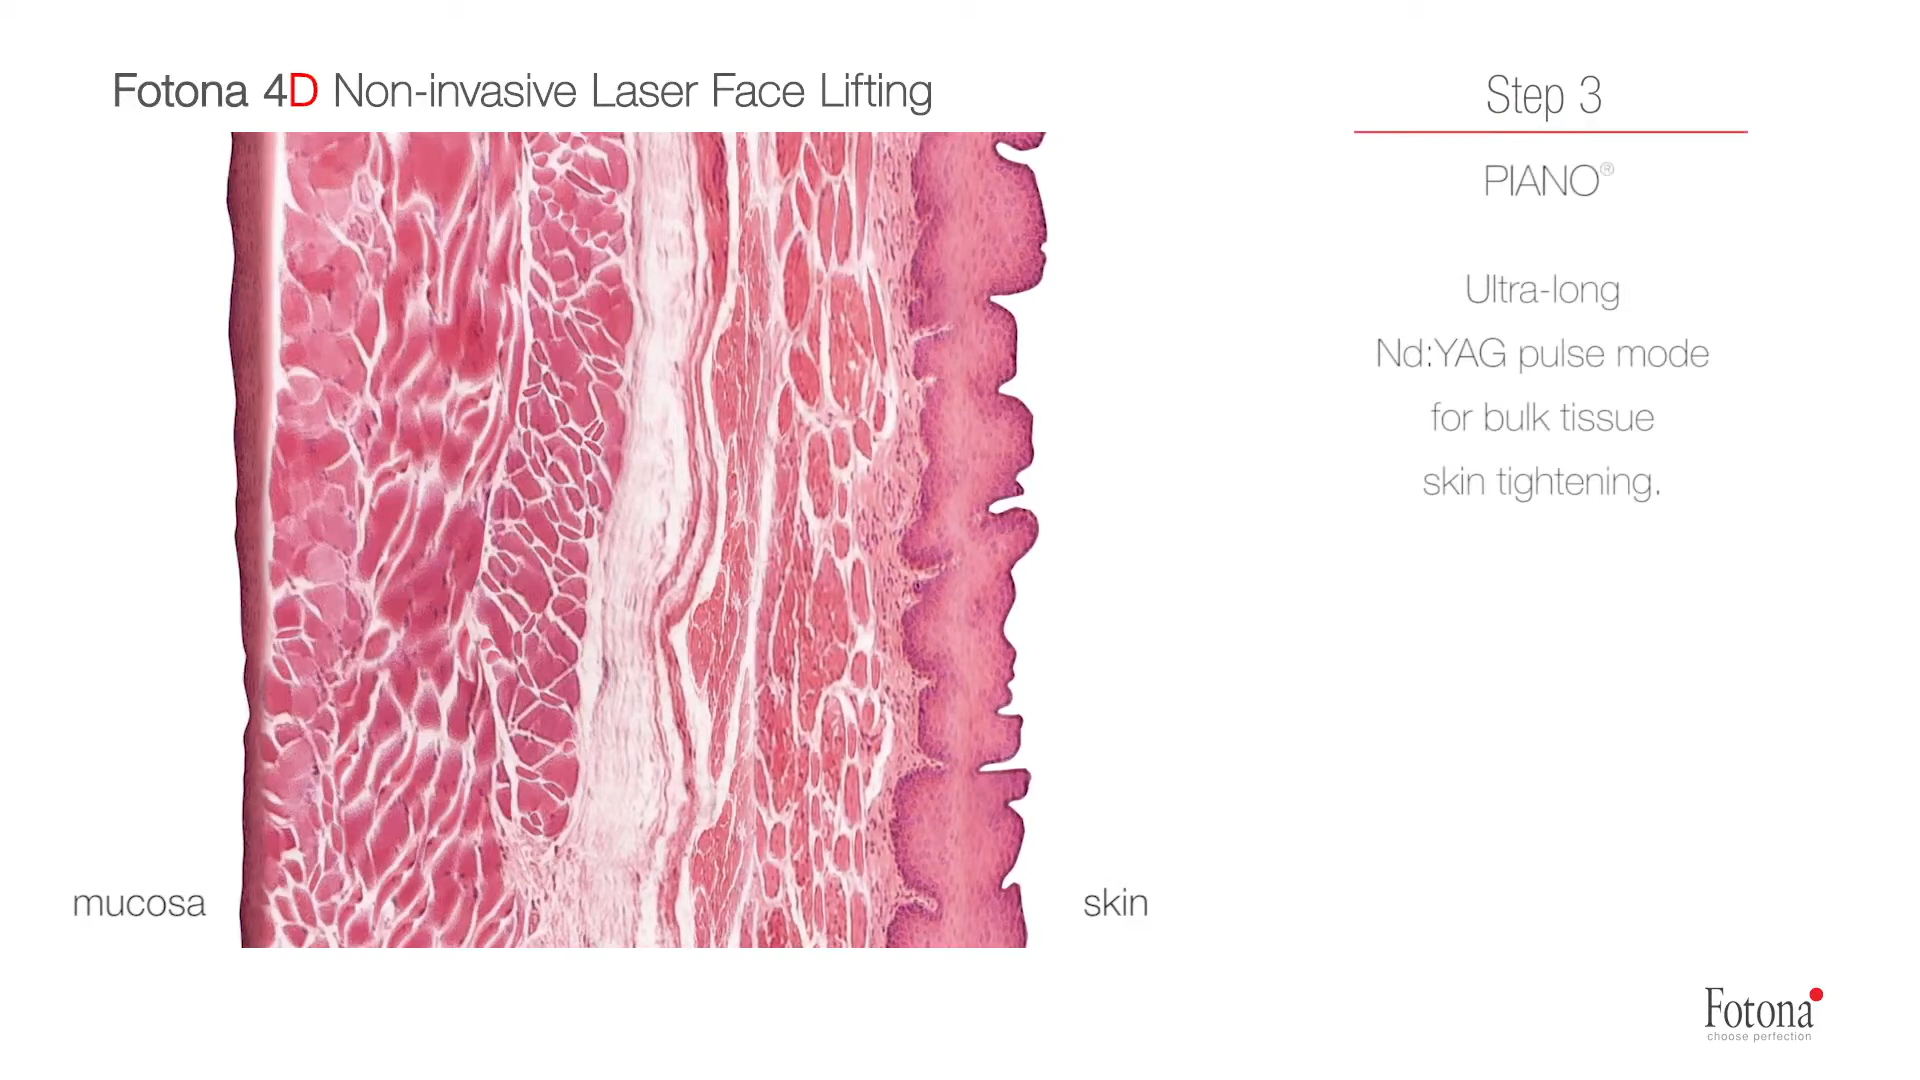 Fotona 4D Non-invasive Laser Face Lifting
Step 3
PIANO®
Ultra-long
Nd:YAG pulse mode
for bulk tissue
skin tightening.
mucosa
skin
Fotona
choose perfection